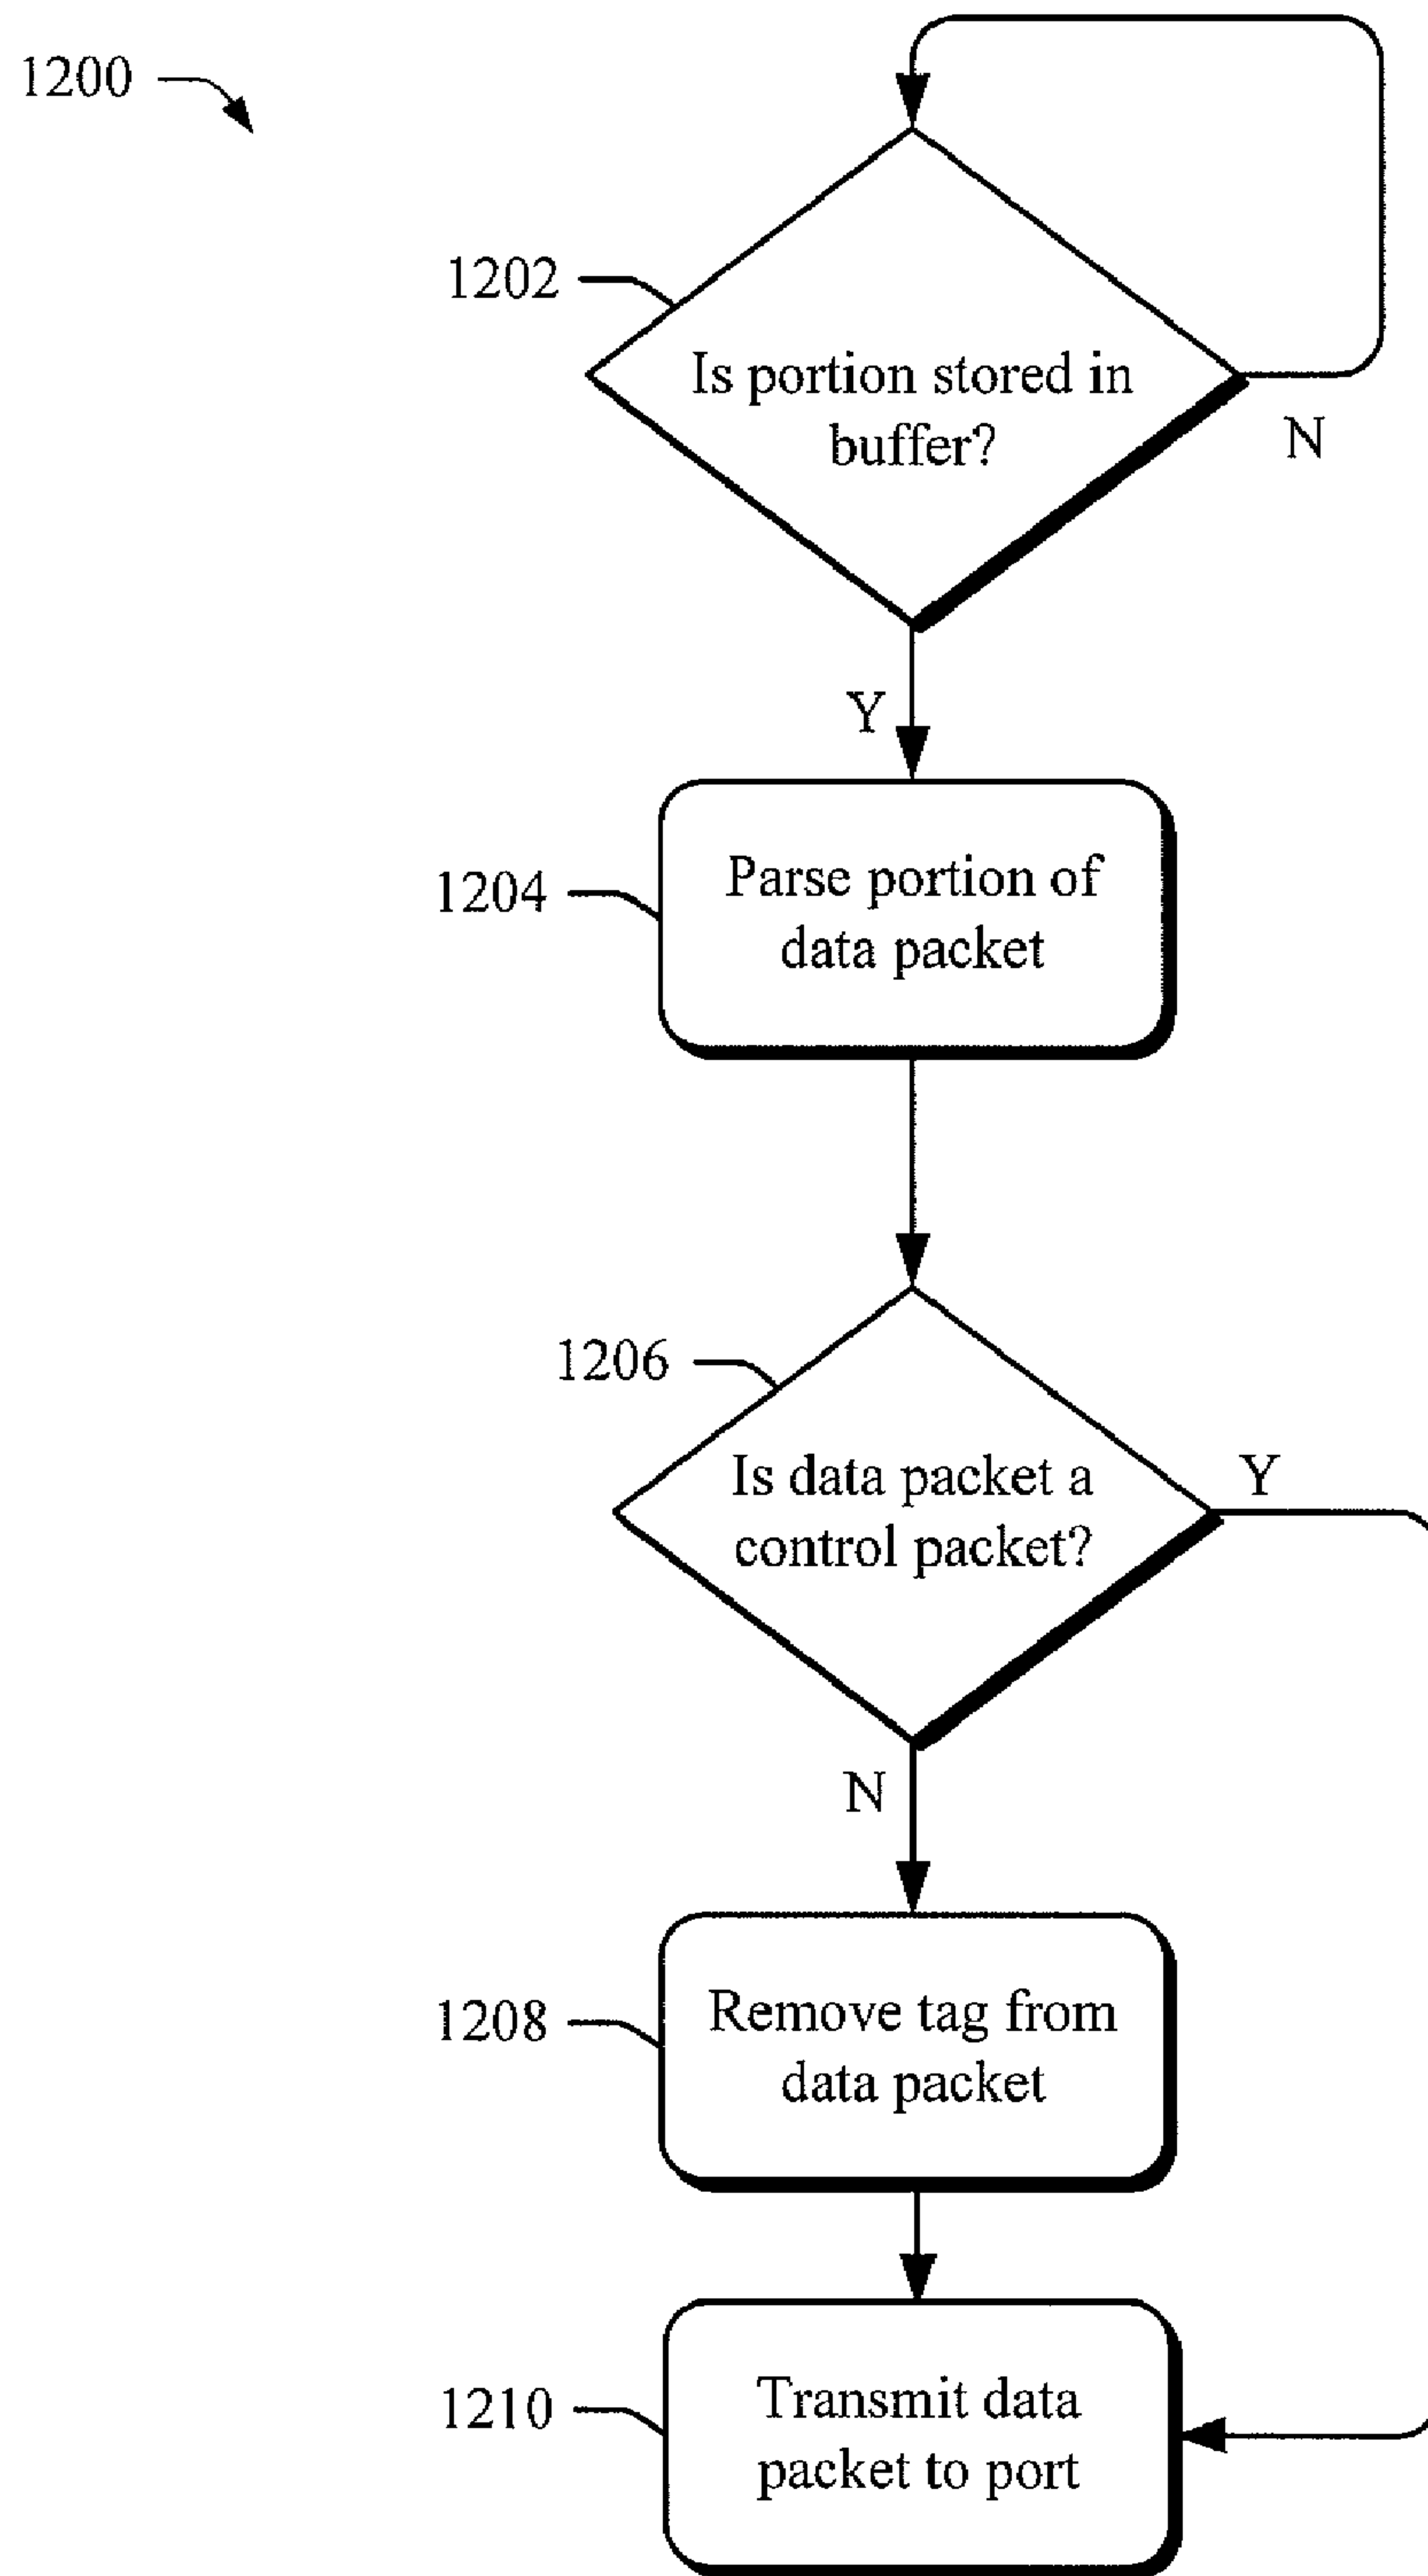 1200
1202
Is portion stored in
buffer?
N
Y
1204
Parse portion of
data packet
1206
Is data packet a
control packet?
Y
N
1208
Remove tag from
data packet
1210
Transmit data
packet to port